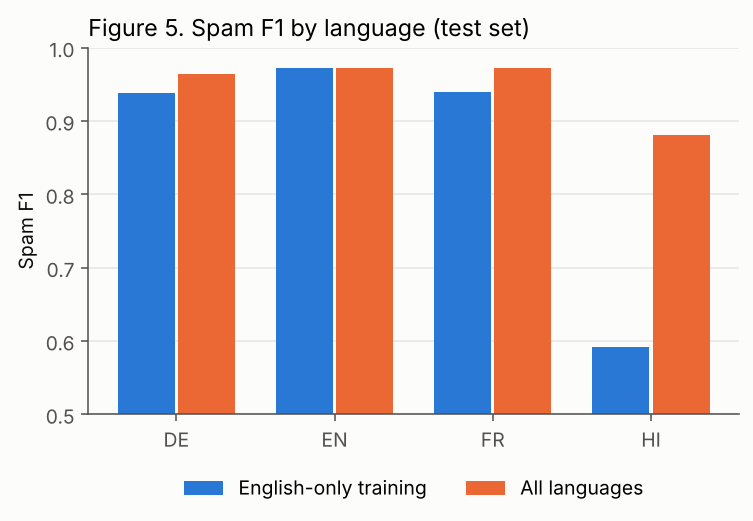 Figure 5. Spam F1 by language (test set)
1.0
0.9
0.8
0.7
0.6
0.5
Spam F1
DE EN FR HI
English-only training All languages